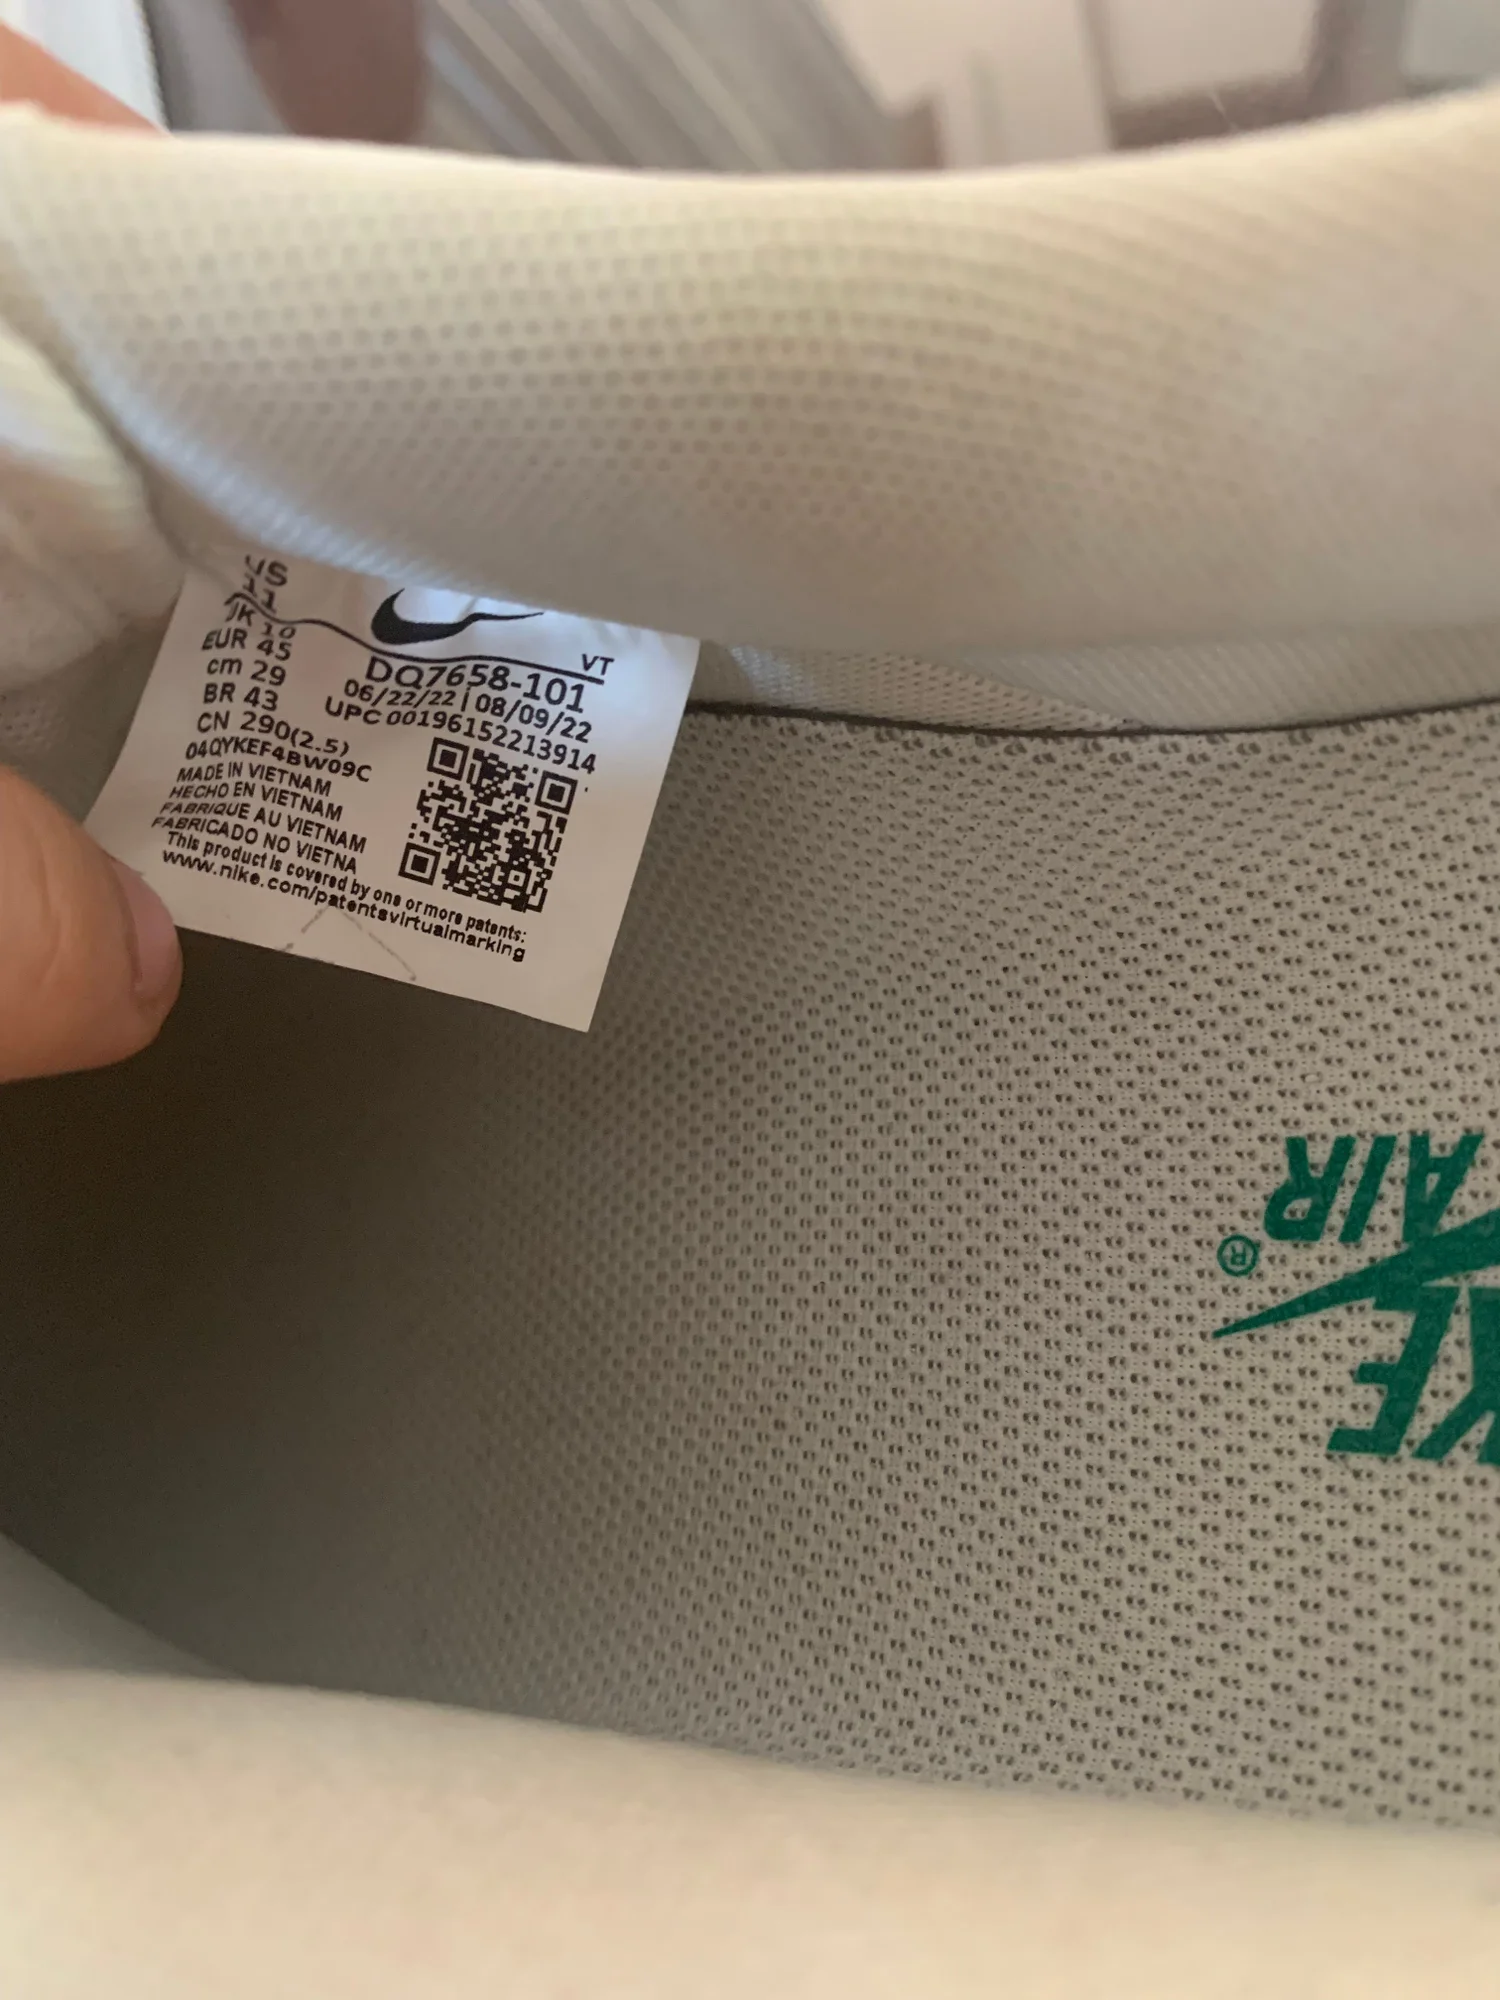 US 11
UK 10
EUR 45
cm 29
BR 43
CN 290(2.5)
04QYKEF4BW09C
MADE IN VIETNAM
HECHO EN VIETNAM
FABRIQUE AU VIETNAM
FABRICADO NO VIETNA
This product is covered by one or more patents:
www.nike.com/patentsvirtualmarking
VT
DQ7658-101
06/22/22 | 08/09/22
UPC 00196152213914
KE
AIR
®